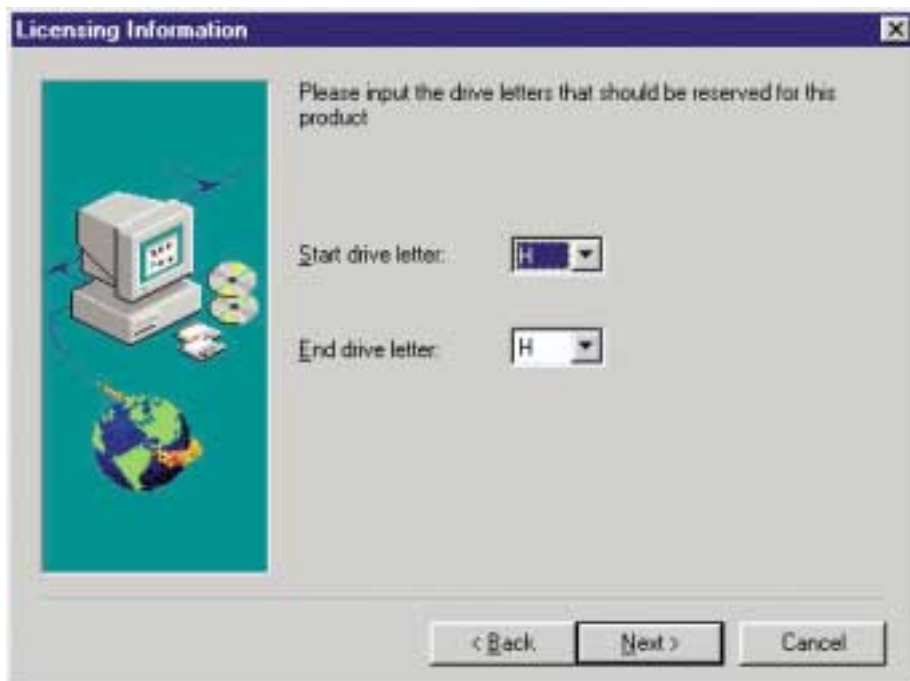 Licensing Information
Please input the drive letters that should be reserved for this
product
Start drive letter: H
End drive letter: H
< Back Next > Cancel